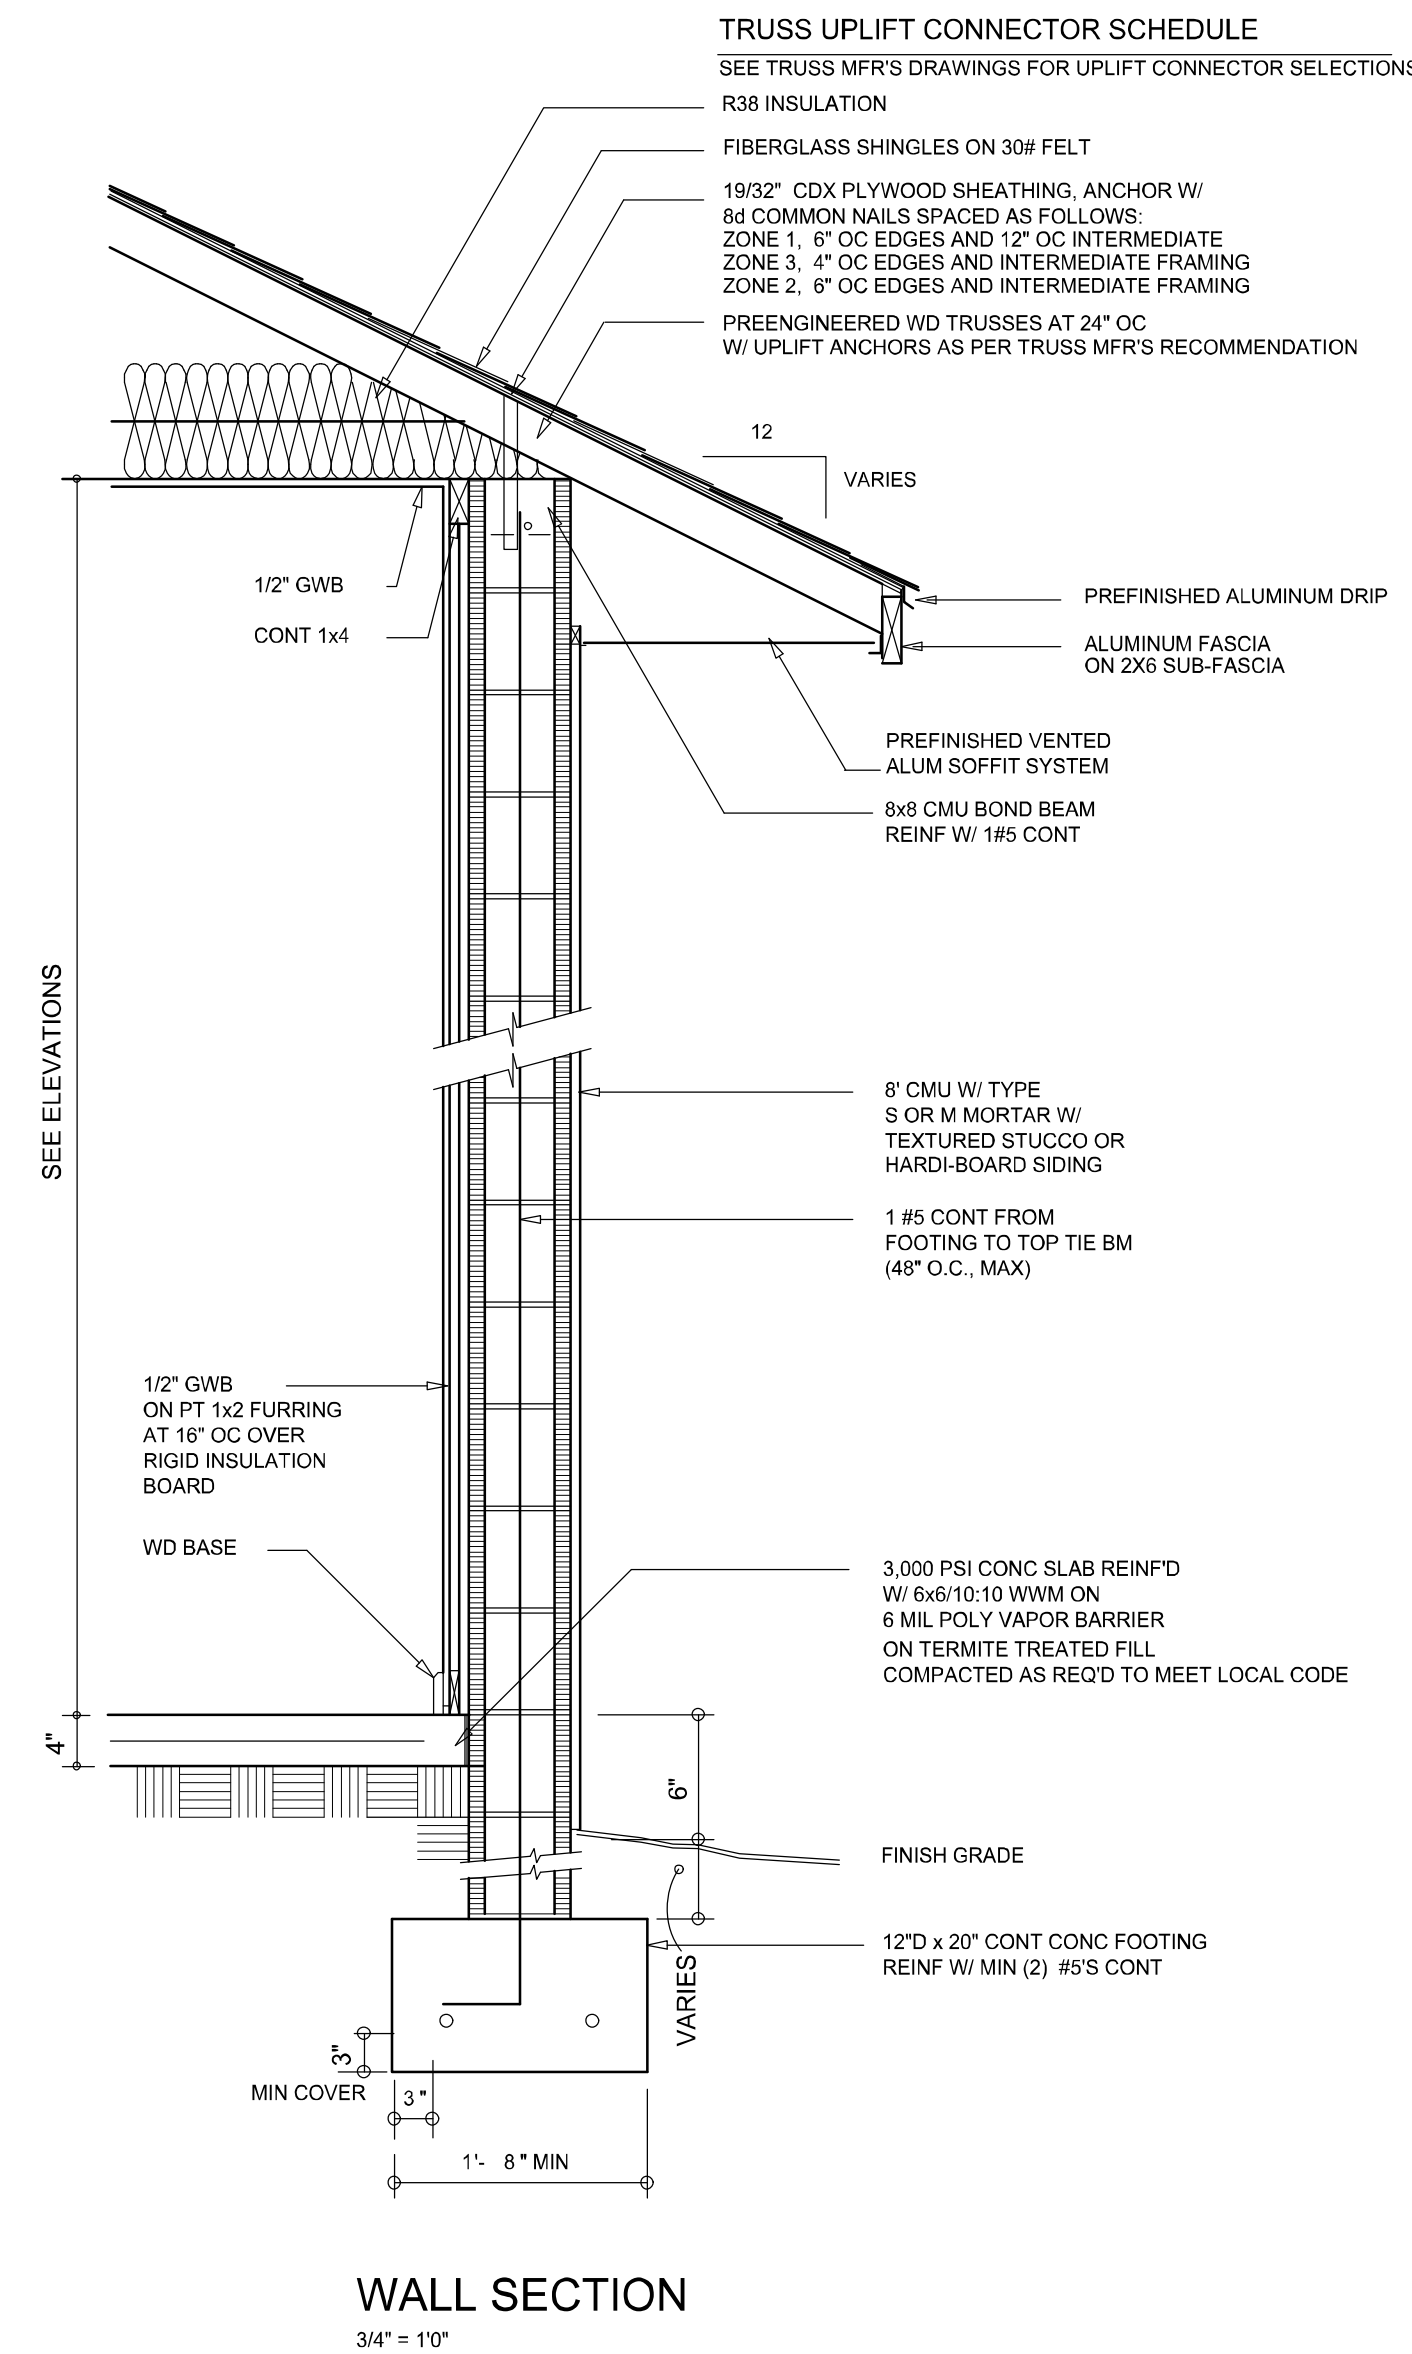 TRUSS UPLIFT CONNECTOR SCHEDULE
SEE TRUSS MFR'S DRAWINGS FOR UPLIFT CONNECTOR SELECTIONS
R38 INSULATION
FIBERGLASS SHINGLES ON 30# FELT
19/32" CDX PLYWOOD SHEATHING, ANCHOR W/
8d COMMON NAILS SPACED AS FOLLOWS:
ZONE 1, 6" OC EDGES AND 12" OC INTERMEDIATE
ZONE 3, 4" OC EDGES AND INTERMEDIATE FRAMING
ZONE 2, 6" OC EDGES AND INTERMEDIATE FRAMING
PREENGINEERED WD TRUSSES AT 24" OC
W/ UPLIFT ANCHORS AS PER TRUSS MFR'S RECOMMENDATION
12
VARIES
1/2" GWB
CONT 1x4
PREFINISHED ALUMINUM DRIP
ALUMINUM FASCIA
ON 2X6 SUB-FASCIA
PREFINISHED VENTED
ALUM SOFFIT SYSTEM
8x8 CMU BOND BEAM
REINF W/ 1#5 CONT
SEE ELEVATIONS
8' CMU W/ TYPE
S OR M MORTAR W/
TEXTURED STUCCO OR
HARDI-BOARD SIDING
1 #5 CONT FROM
FOOTING TO TOP TIE BM
(48" O.C., MAX)
1/2" GWB
ON PT 1x2 FURRING
AT 16" OC OVER
RIGID INSULATION
BOARD
WD BASE
3,000 PSI CONC SLAB REINF'D
W/ 6x6/10:10 WWM ON
6 MIL POLY VAPOR BARRIER
ON TERMITE TREATED FILL
COMPACTED AS REQ'D TO MEET LOCAL CODE
4"
6"
FINISH GRADE
12"D x 20" CONT CONC FOOTING
REINF W/ MIN (2) #5'S CONT
VARIES
3"
MIN COVER
3 "
1'- 8 " MIN
WALL SECTION
3/4" = 1'0"